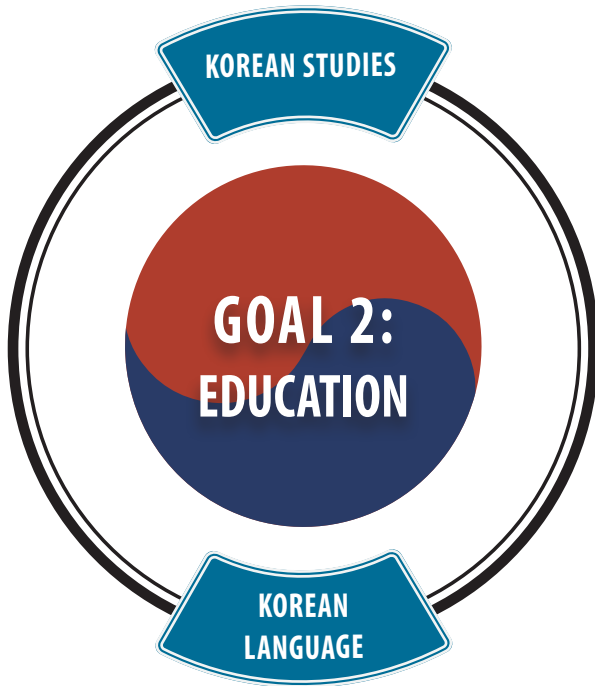 KOREAN STUDIES
GOAL 2:
EDUCATION
KOREAN
LANGUAGE